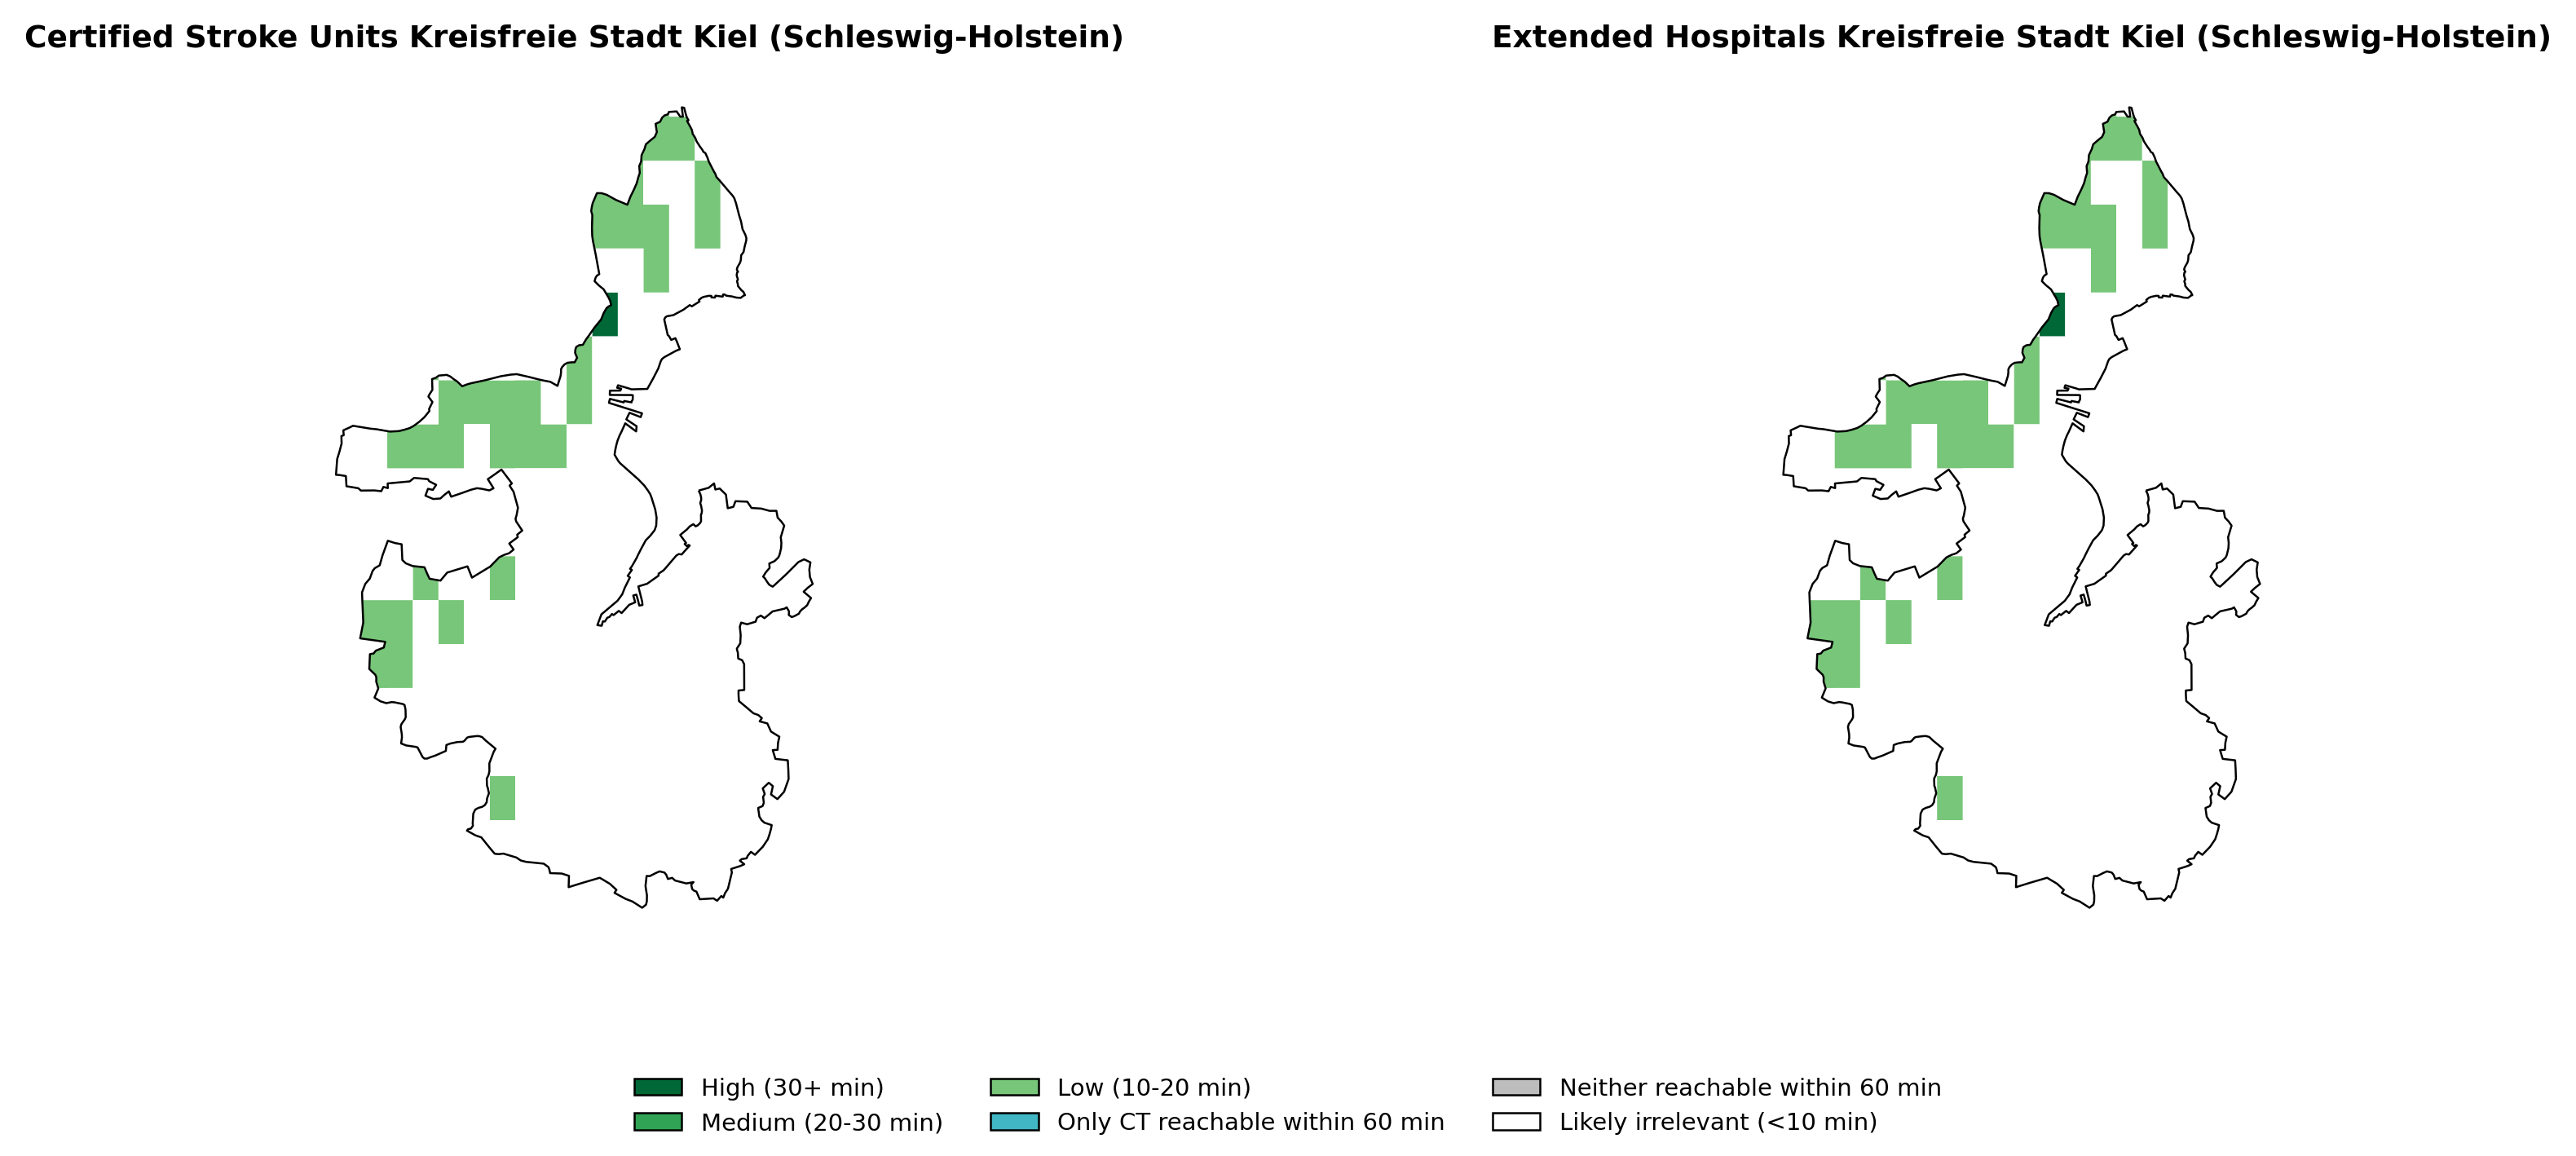 Certified Stroke Units Kreisfreie Stadt Kiel (Schleswig-Holstein)
Extended Hospitals Kreisfreie Stadt Kiel (Schleswig-Holstein)
High (30+ min)
Medium (20-30 min)
Low (10-20 min)
Only CT reachable within 60 min
Neither reachable within 60 min
Likely irrelevant (<10 min)